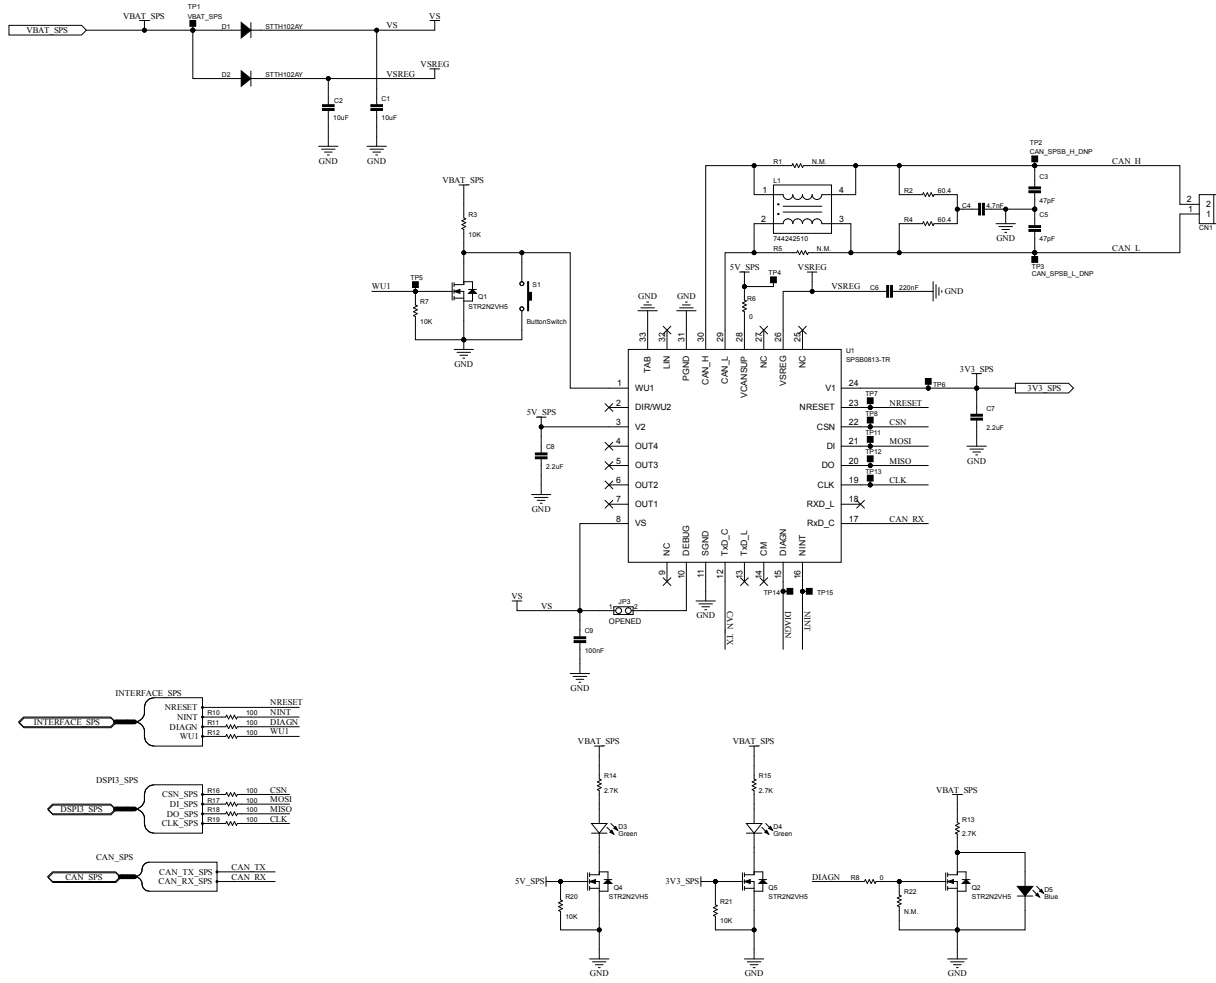 VBAT_SPS
VBAT_SPS
TP1
VBAT_SPS
D1
STTH102AY
VS
VS
D2
STTH102AY
VSREG
VSREG
C2
10uF
C1
10uF
GND
GND
VBAT_SPS
R3
10K
WU1
TP5
R7
10K
Q1
STR2N2VH5
S1
ButtonSwitch
GND
R1
N.M.
L1
1
4
2
3
744242510
R5
N.M.
R2
60.4
R4
60.4
C4
4.7nF
GND
TP2
CAN_SPSB_H_DNP
C3
47pF
C5
47pF
TP3
CAN_SPSB_L_DNP
CAN_H
CAN_L
2
1
2
1
CN1
5V_SPS
TP4
R6
0
VSREG
VSREG
C6
220nF
GND
GND
GND
33
32
31
30
29
28
27
26
25
TAB
LIN
PGND
CAN_H
CAN_L
VCANSUP
NC
VSREG
NC
U1
SPSB0813-TR
1
WU1
2
DIR/WU2
3
V2
4
OUT4
5
OUT3
6
OUT2
7
OUT1
8
VS
V1
24
NRESET
23
CSN
22
DI
21
DO
20
CLK
19
RXD_L
18
RxD_C
17
NC
DEBUG
SGND
TxD_C
TxD_L
CM
DIAGN
NINT
9
10
11
12
13
14
15
16
TP6
3V3_SPS
3V3_SPS
C7
2.2uF
GND
TP7
NRESET
TP8
CSN
TP11
MOSI
TP12
MISO
TP13
CLK
CAN_RX
5V_SPS
C8
2.2uF
GND
VS
VS
JP3
1
2
OPENED
C9
100nF
GND
GND
TP14
TP15
CAN_TX
DIAGN
NINT
INTERFACE_SPS
INTERFACE_SPS
NRESET
NRESET
NINT
R10
100
NINT
DIAGN
R11
100
DIAGN
WU1
R12
100
WU1
DSPI3_SPS
DSPI3_SPS
CSN_SPS
R16
100
CSN
DI_SPS
R17
100
MOSI
DO_SPS
R18
100
MISO
CLK_SPS
R19
100
CLK
CAN_SPS
CAN_SPS
CAN_TX_SPS
CAN_TX
CAN_RX_SPS
CAN_RX
VBAT_SPS
R14
2.7K
D3
Green
5V_SPS
Q4
STR2N2VH5
R20
10K
GND
VBAT_SPS
R15
2.7K
D4
Green
3V3_SPS
Q5
STR2N2VH5
R21
10K
GND
VBAT_SPS
R13
2.7K
DIAGN
R8
0
R22
N.M.
Q2
STR2N2VH5
D5
Blue
GND